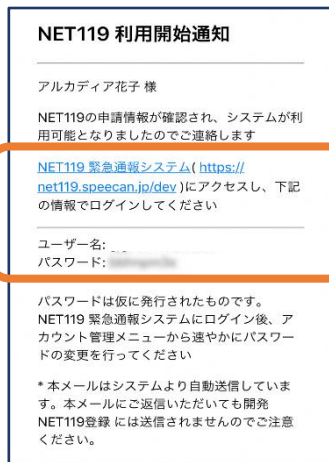 NET119 利用開始通知
アルカディア花子 様
NET119の申請情報が確認され、システムが利
用可能となりましたのでご連絡します
NET119 緊急通報システム( https://
net119.speecan.jp/dev )にアクセスし、下記
の情報でログインしてください
ユーザー名:
パスワード:
パスワードは仮に発行されたものです。
NET119 緊急通報システムにログイン後、ア
カウント管理メニューから速やかにパスワー
ドの変更を行ってください
* 本メールはシステムより自動送信していま
す。本メールにご返信いただいても開発
NET119登録 には送信されませんのでご注意
ください。